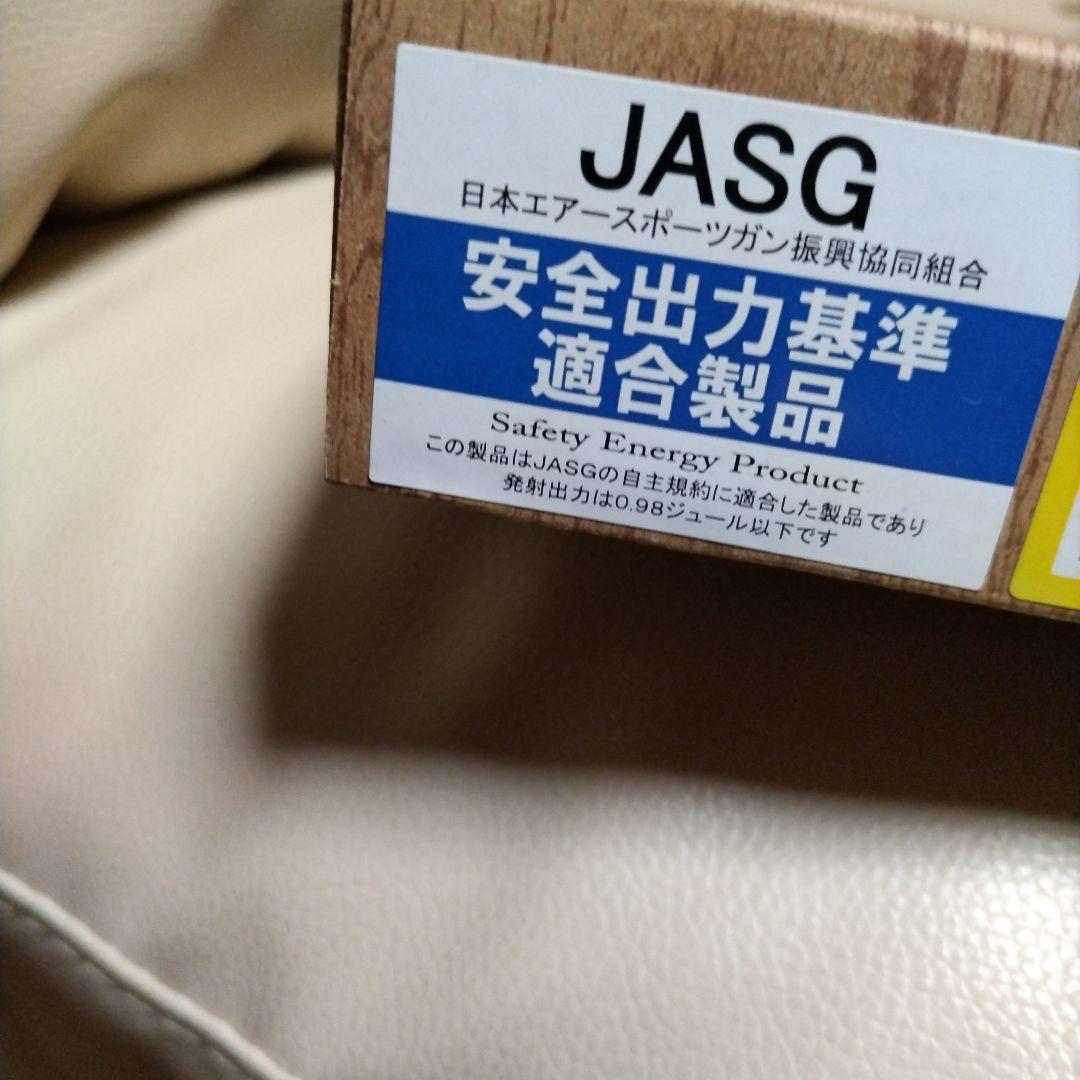 JASG
日本エアースポーツガン振興協同組合
安全出力基準
適合製品
Safety Energy Product
この製品はJASGの自主規約に適合した製品であり
発射出力は0.98ジュール以下です